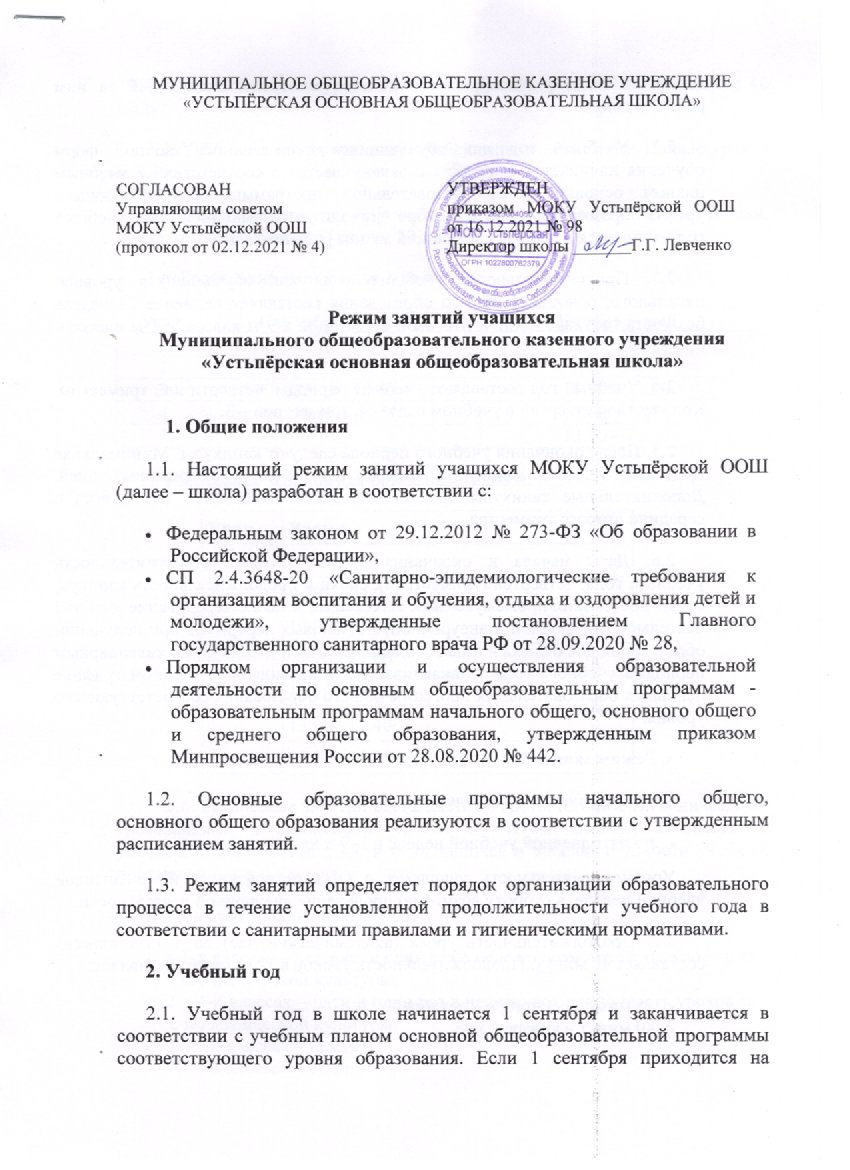 МУНИЦИПАЛЬНОЕ ОБЩЕОБРАЗОВАТЕЛЬНОЕ КАЗЕННОЕ УЧРЕЖДЕНИЕ
«УСТЬПЁРСКАЯ ОСНОВНАЯ ОБЩЕОБРАЗОВАТЕЛЬНАЯ ШКОЛА»
СОГЛАСОВАН
Управляющим советом
МОКУ Устьпёрской ООШ
(протокол от 02.12.2021 № 4)
УТВЕРЖДЕН
приказом МОКУ Устьпёрской ООШ
от 16.12.2021 № 98
Директор школы Г.Г. Левченко
МОКУ Устьпёрская
ООШ
ОГРН 1022800762379
Режим занятий учащихся
Муниципального общеобразовательного казенного учреждения
«Устьпёрская основная общеобразовательная школа»
1. Общие положения
1.1. Настоящий режим занятий учащихся МОКУ Устьпёрской ООШ
(далее – школа) разработан в соответствии с:
• Федеральным законом от 29.12.2012 № 273-ФЗ «Об образовании в
Российской Федерации»,
• СП 2.4.3648-20 «Санитарно-эпидемиологические требования к
организациям воспитания и обучения, отдыха и оздоровления детей и
молодежи», утвержденные постановлением Главного
государственного санитарного врача РФ от 28.09.2020 № 28,
• Порядком организации и осуществления образовательной
деятельности по основным общеобразовательным программам -
образовательным программам начального общего, основного общего
и среднего общего образования, утвержденным приказом
Минпросвещения России от 28.08.2020 № 442.
1.2. Основные образовательные программы начального общего,
основного общего образования реализуются в соответствии с утвержденным
расписанием занятий.
1.3. Режим занятий определяет порядок организации образовательного
процесса в течение установленной продолжительности учебного года в
соответствии с санитарными правилами и гигиеническими нормативами.
2. Учебный год
2.1. Учебный год в школе начинается 1 сентября и заканчивается в
соответствии с учебным планом основной общеобразовательной программы
соответствующего уровня образования. Если 1 сентября приходится на